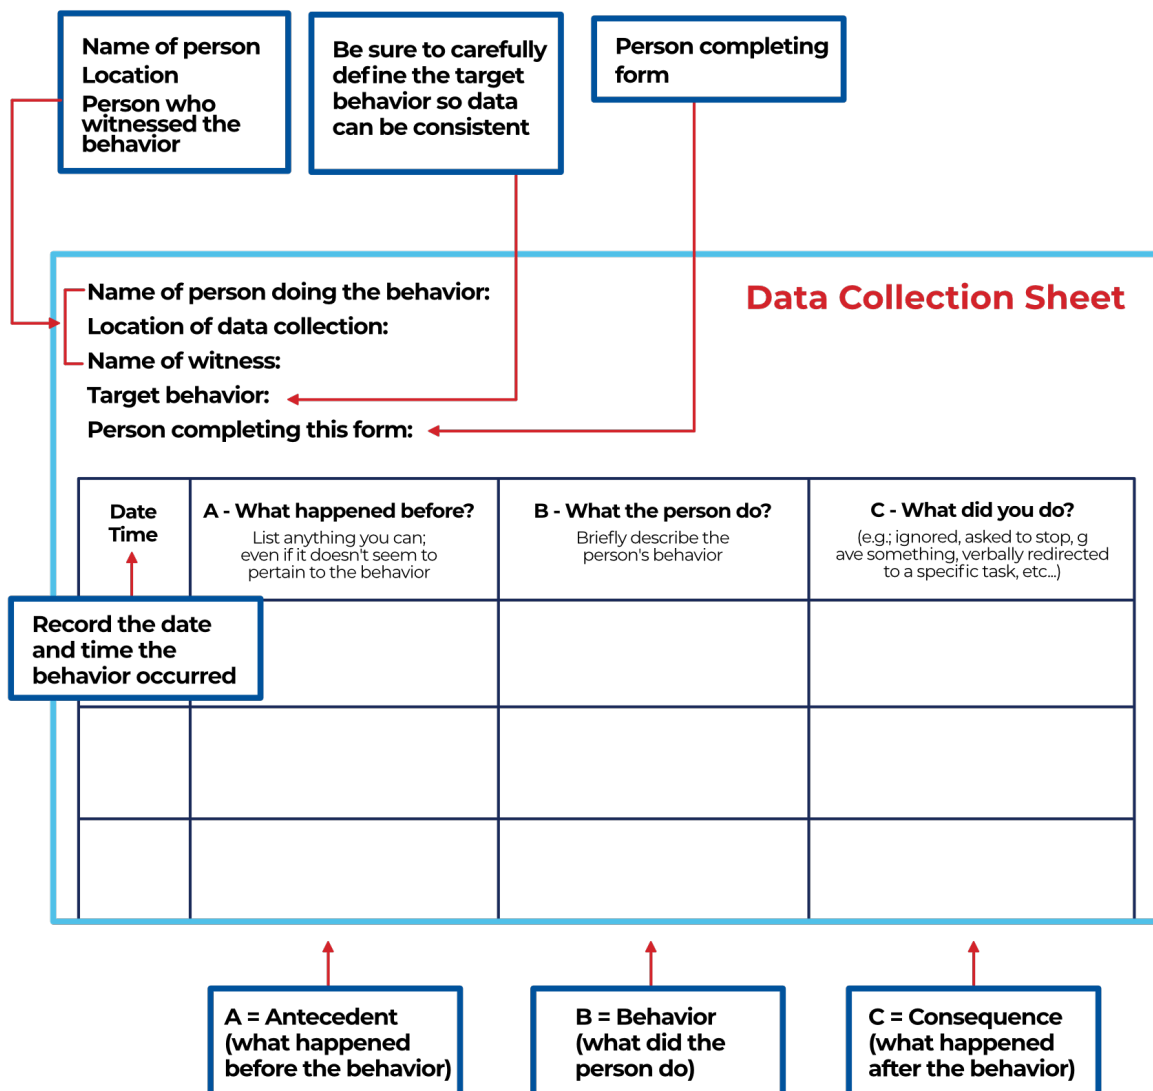 Name of person
Location
Person who
witnessed the
behavior
Be sure to carefully
define the target
behavior so data
can be consistent
Person completing
form
Data Collection Sheet
Name of person doing the behavior:
Location of data collection:
Name of witness:
Target behavior:
Person completing this form:
Date
Time
A - What happened before?
List anything you can;
even if it doesn't seem to
pertain to the behavior
B - What the person do?
Briefly describe the
person's behavior
C - What did you do?
(e.g.; ignored, asked to stop, g
ave something, verbally redirected
to a specific task, etc...)
Record the date
and time the
behavior occurred
A = Antecedent
(what happened
before the behavior)
B = Behavior
(what did the
person do)
C = Consequence
(what happened
after the behavior)